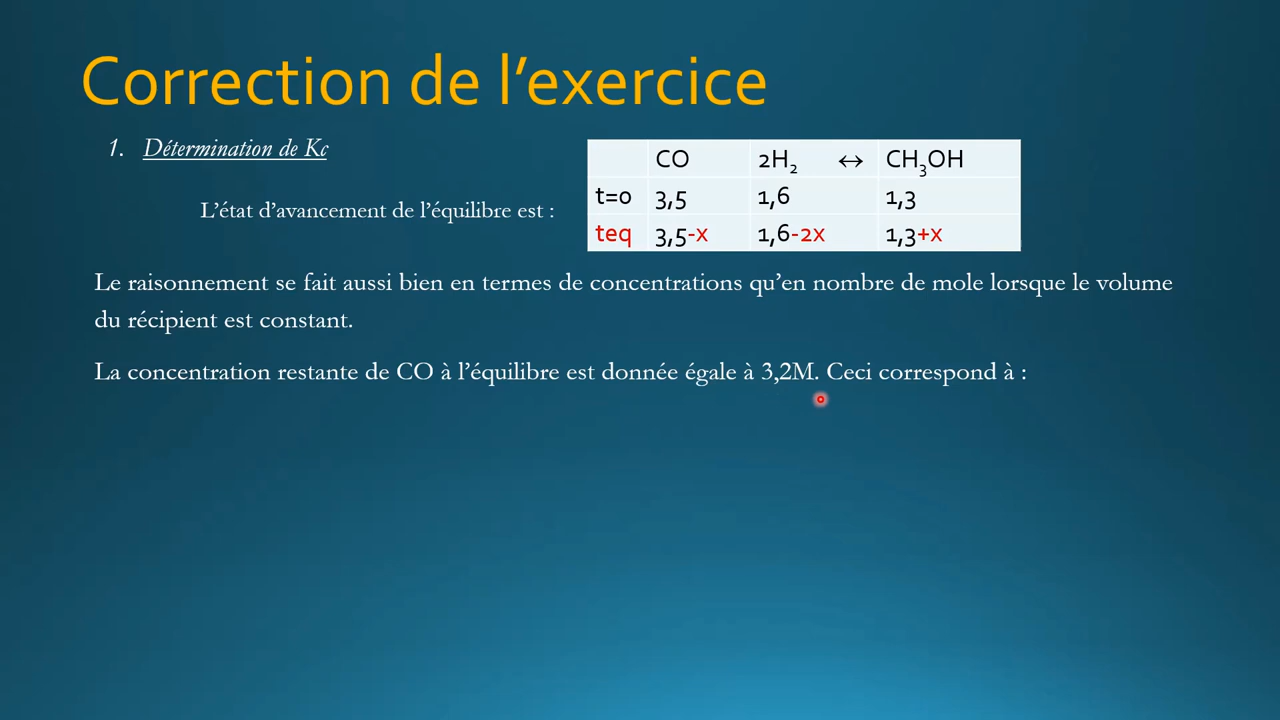 Correction de l’exercice
1. Détermination de Kc
CO 2H2 ↔ CH3OH
t=0 3,5 1,6 1,3
L’état d’avancement de l’équilibre est :
teq 3,5-x 1,6-2x 1,3+x
Le raisonnement se fait aussi bien en termes de concentrations qu’en nombre de mole lorsque le volume
du récipient est constant.
La concentration restante de CO à l’équilibre est donnée égale à 3,2M. Ceci correspond à :